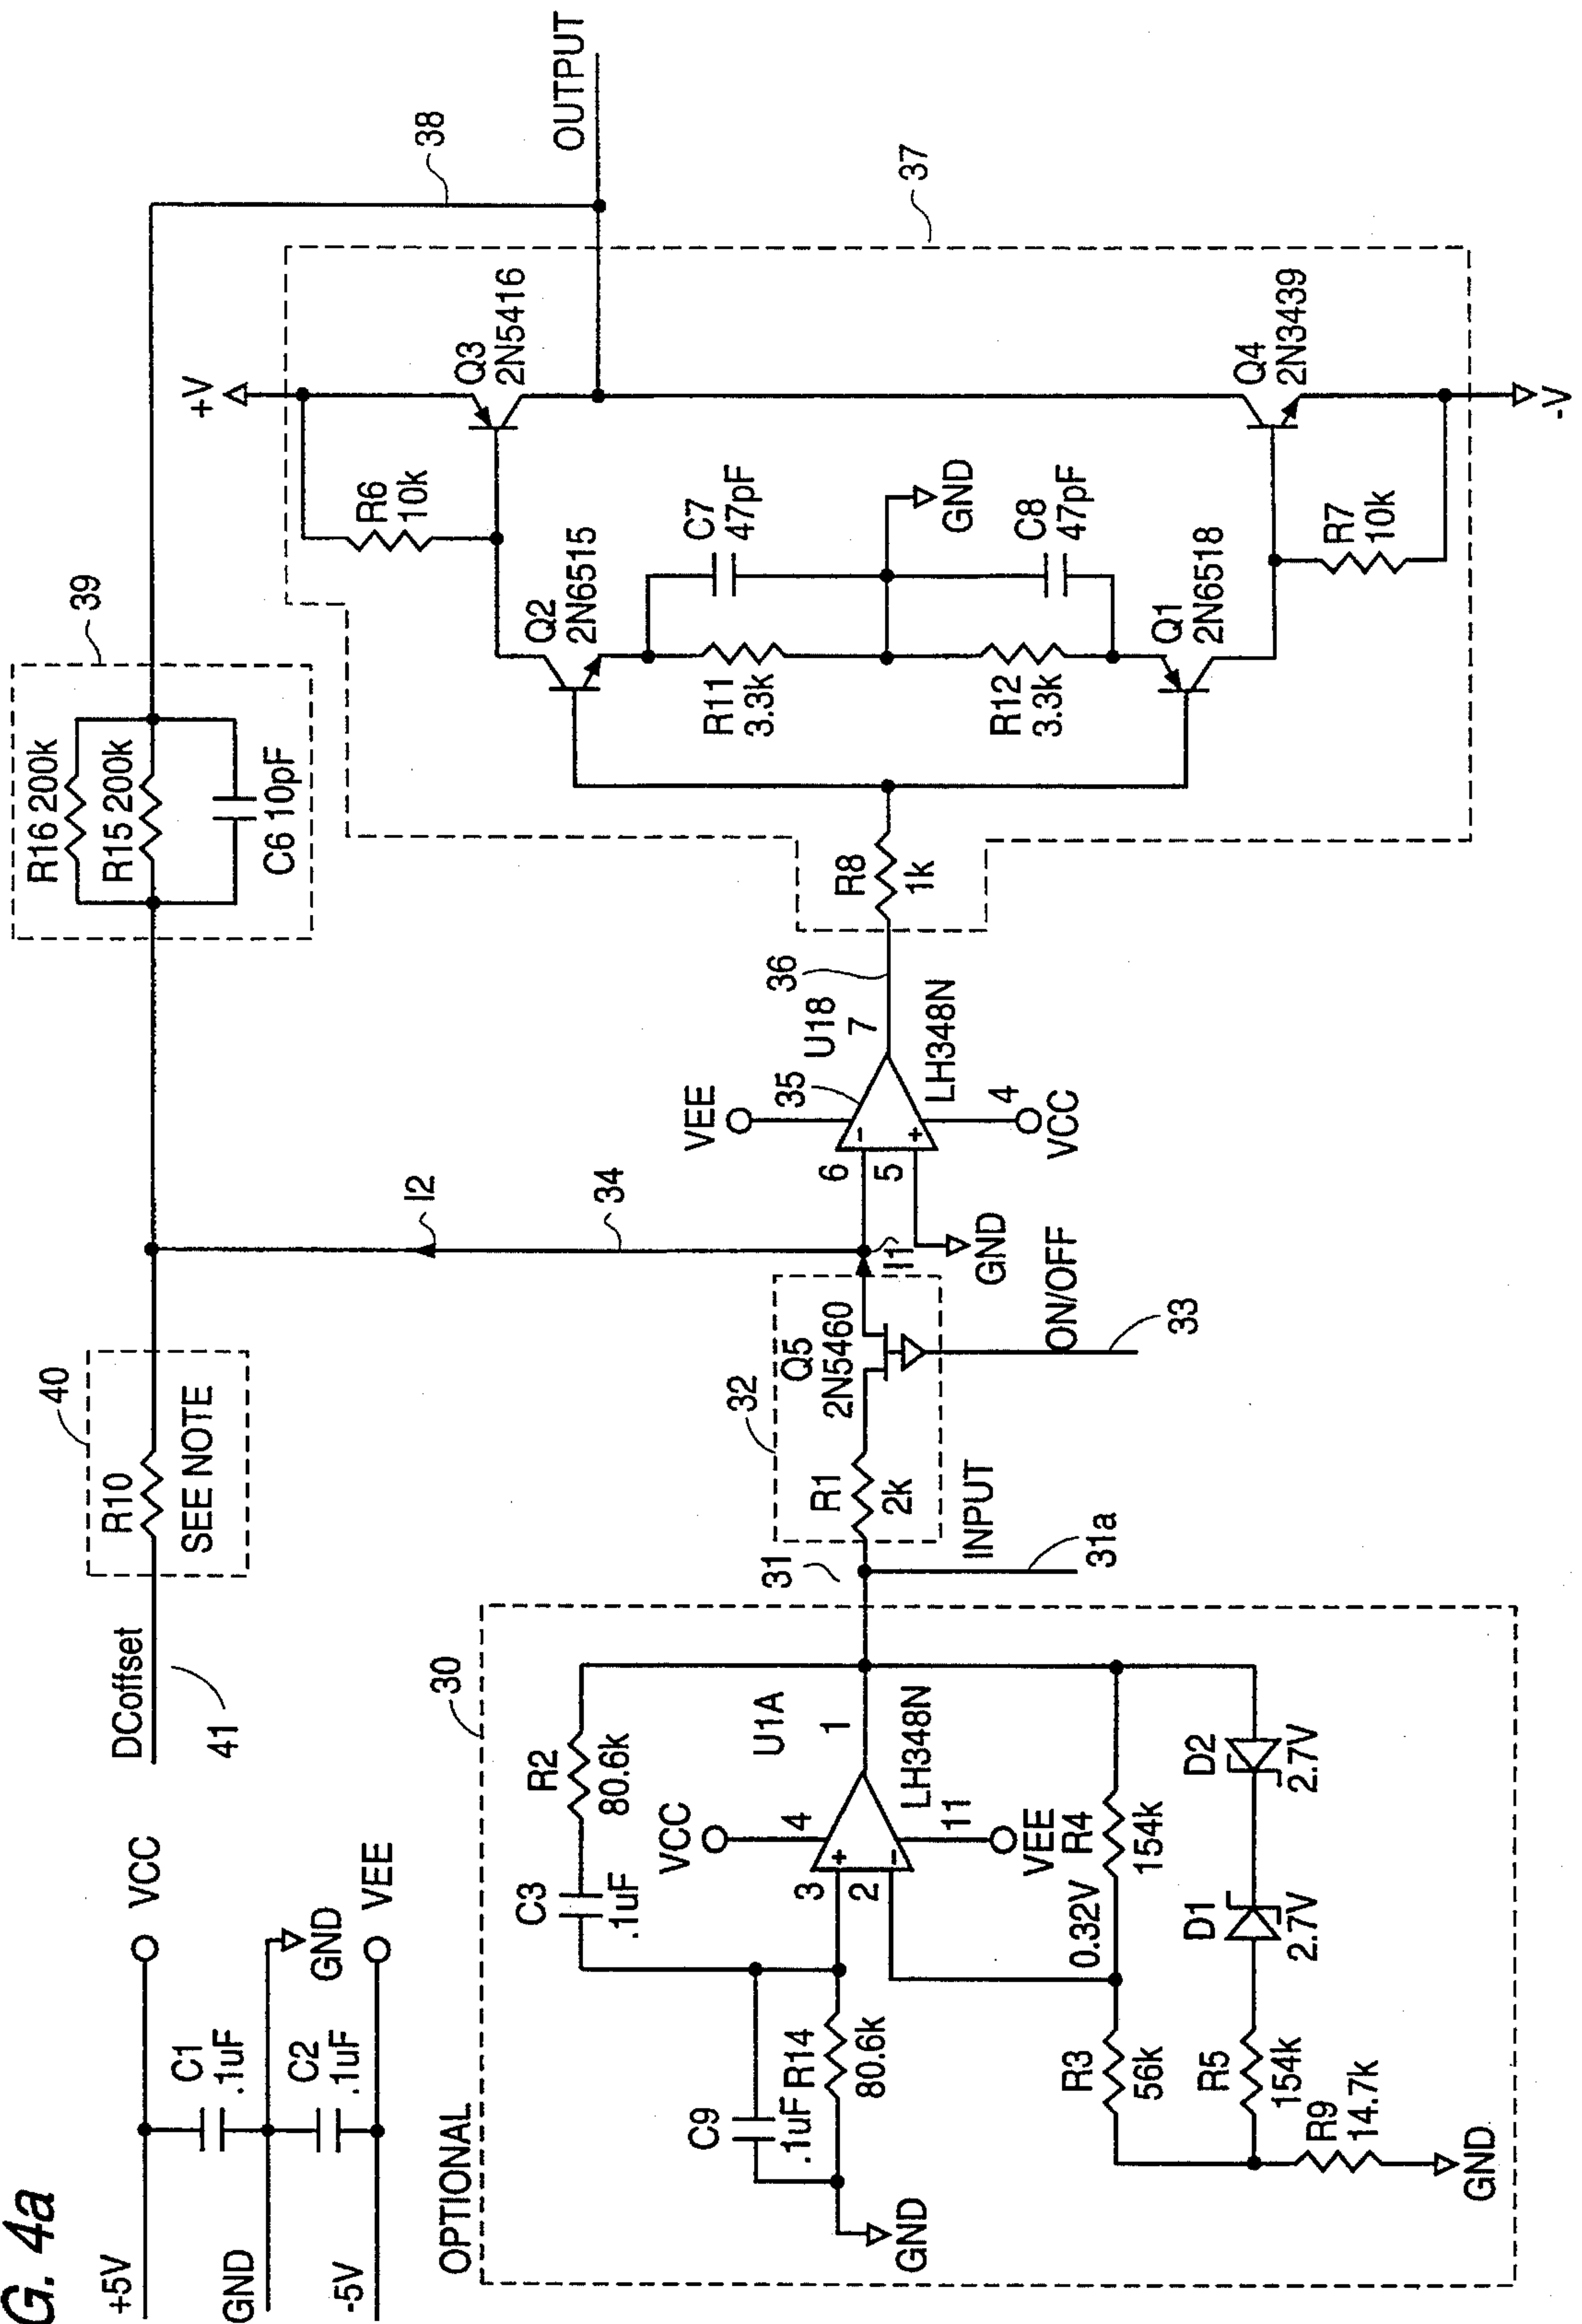 G. 4a
+5V
VCC
C1
.1uF
GND
GND
C2
.1uF
-5V
VEE
DCoffset
41
40
R10
SEE NOTE
I2
34
39
R16 200k
R15 200k
C6 10pF
38
OUTPUT
OPTIONAL
30
C3
.1uF
R2
80.6k
C9
.1uF
R14
80.6k
GND
VCC
4
3
2
U1A
1
LH348N
11
VEE
0.32V
R4
154k
R3
56k
R5
154k
D1
2.7V
D2
2.7V
R9
14.7k
GND
31
INPUT
31a
32
R1
2k
Q5
2N5460
I1
ON/OFF
33
GND
VEE
35
6
5
U18
7
LH348N
4
VCC
36
R8
1k
37
+V
R6
10k
Q3
2N5416
Q2
2N6515
C7
47pF
R11
3.3k
GND
R12
3.3k
C8
47pF
Q1
2N6518
Q4
2N3439
R7
10k
-V